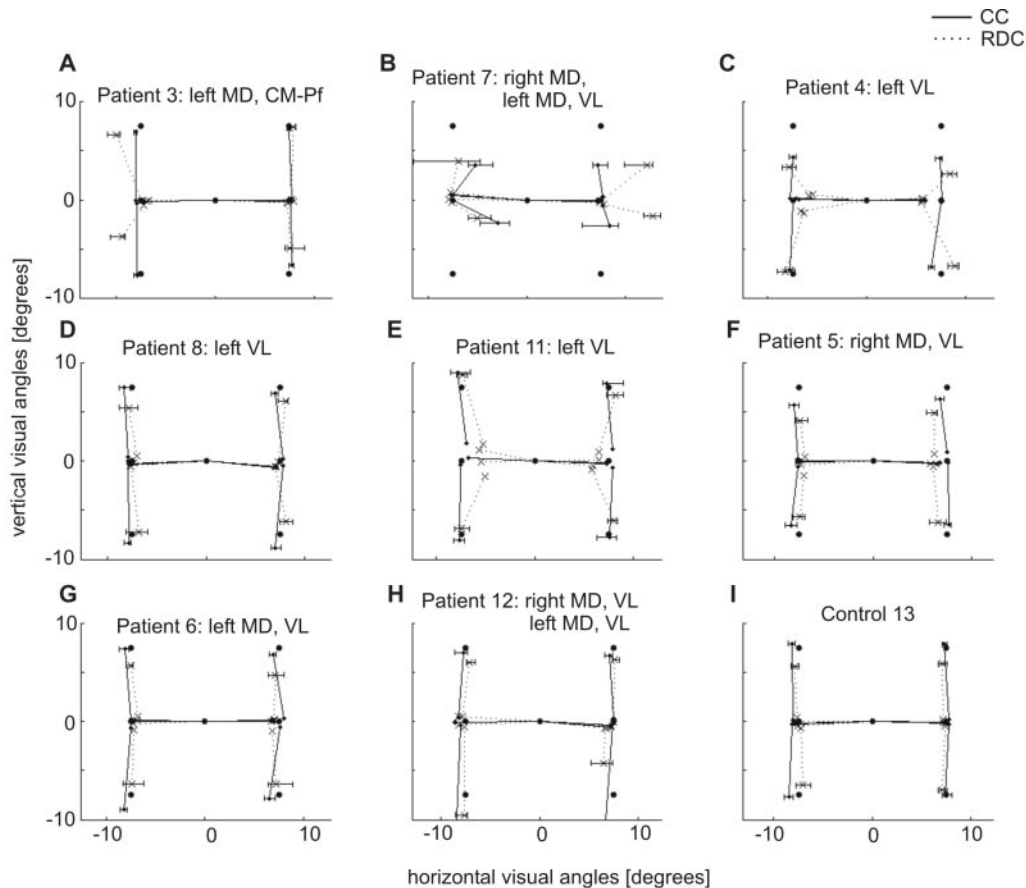 CC
RDC
A
B
C
Patient 3: left MD, CM-Pf
Patient 7: right MD,
left MD, VL
Patient 4: left VL
10
0
-10
D
E
F
Patient 8: left VL
Patient 11: left VL
Patient 5: right MD, VL
10
0
-10
vertical visual angles [degrees]
G
H
I
Patient 6: left MD, VL
Patient 12: right MD, VL
left MD, VL
Control 13
10
0
-10
-10 0 10
-10 0 10
-10 0 10
horizontal visual angles [degrees]